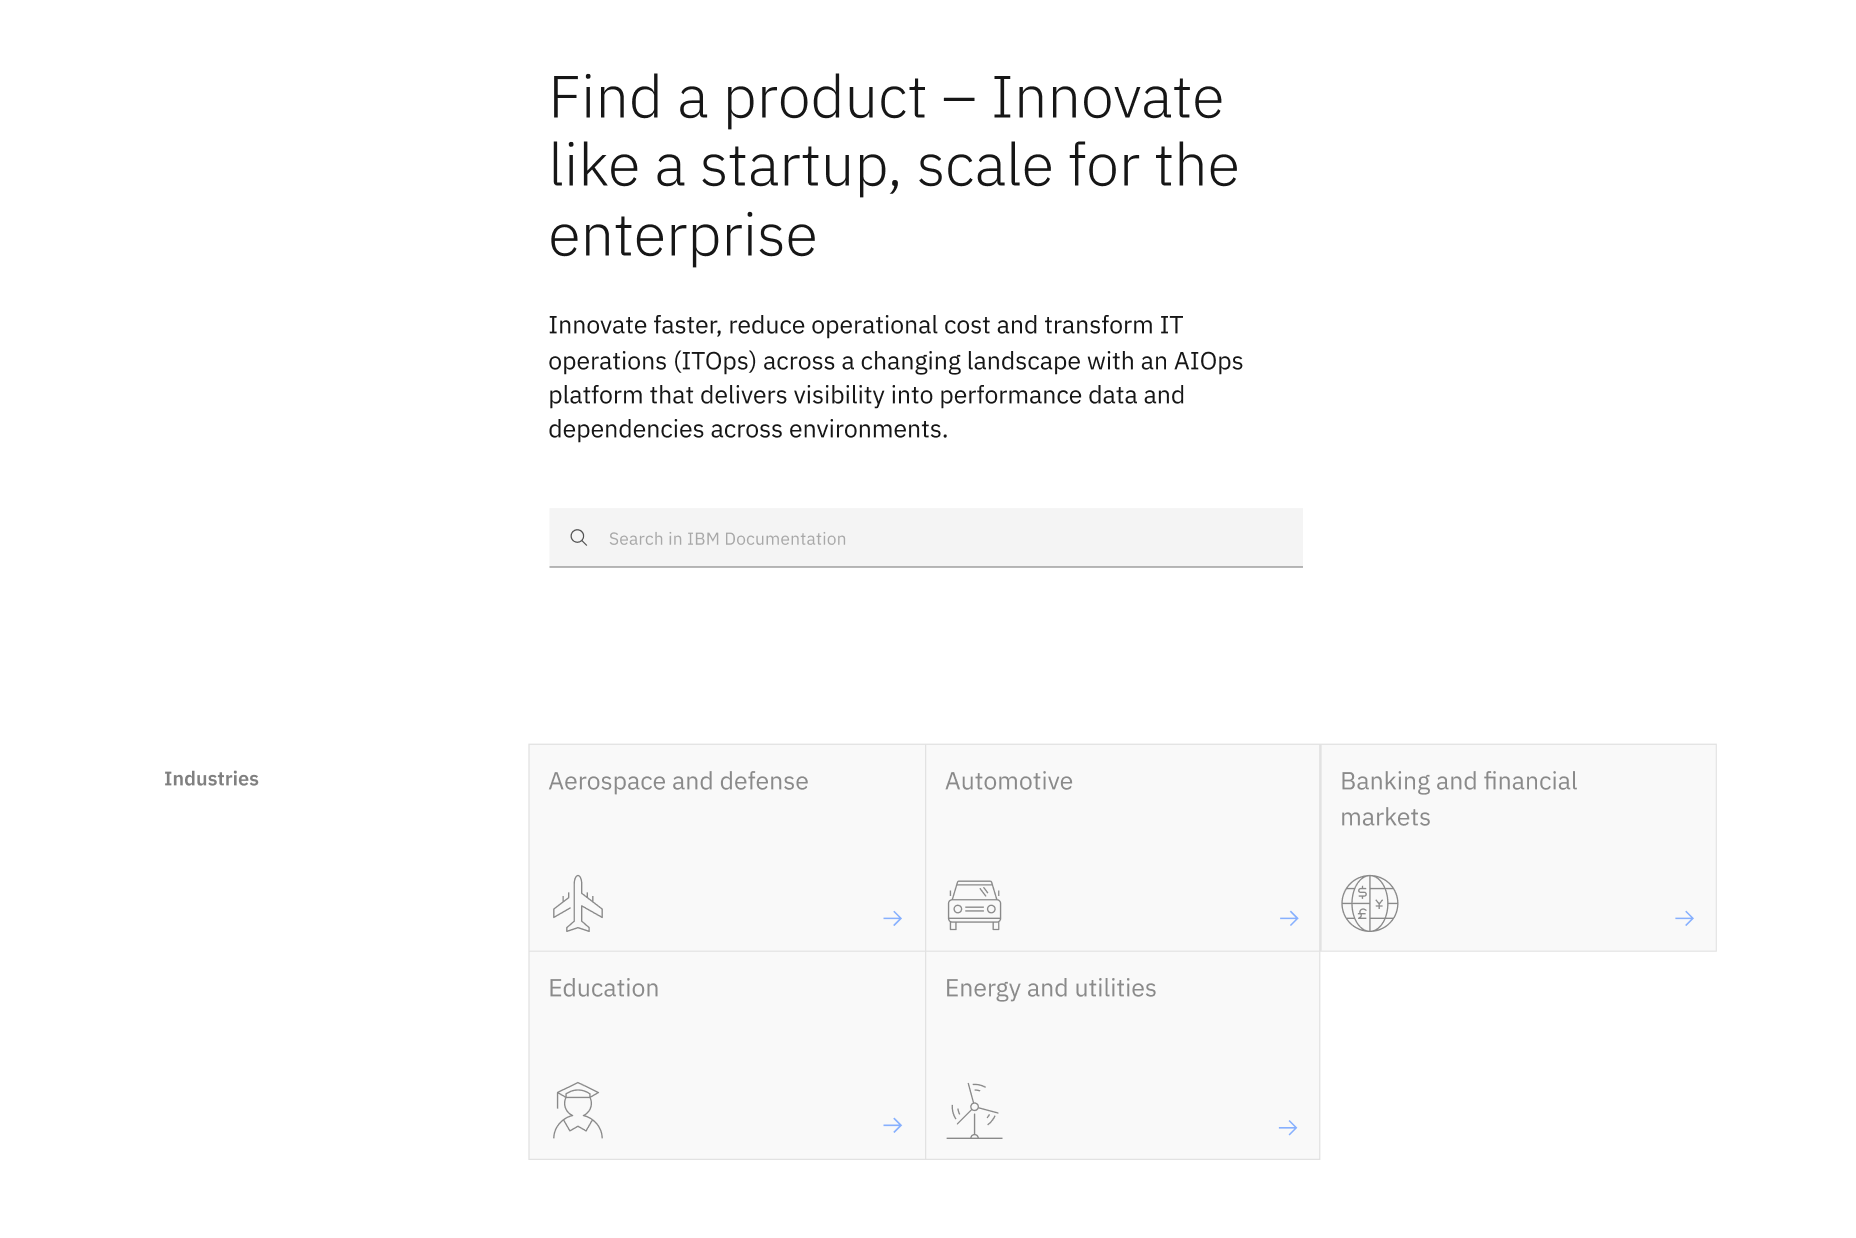 Find a product – Innovate
like a startup, scale for the
enterprise
Innovate faster, reduce operational cost and transform IT
operations (ITOps) across a changing landscape with an AIOps
platform that delivers visibility into performance data and
dependencies across environments.
Search in IBM Documentation
Industries
Aerospace and defense
Automotive
Banking and financial
markets
$
¥
£
Education
Energy and utilities